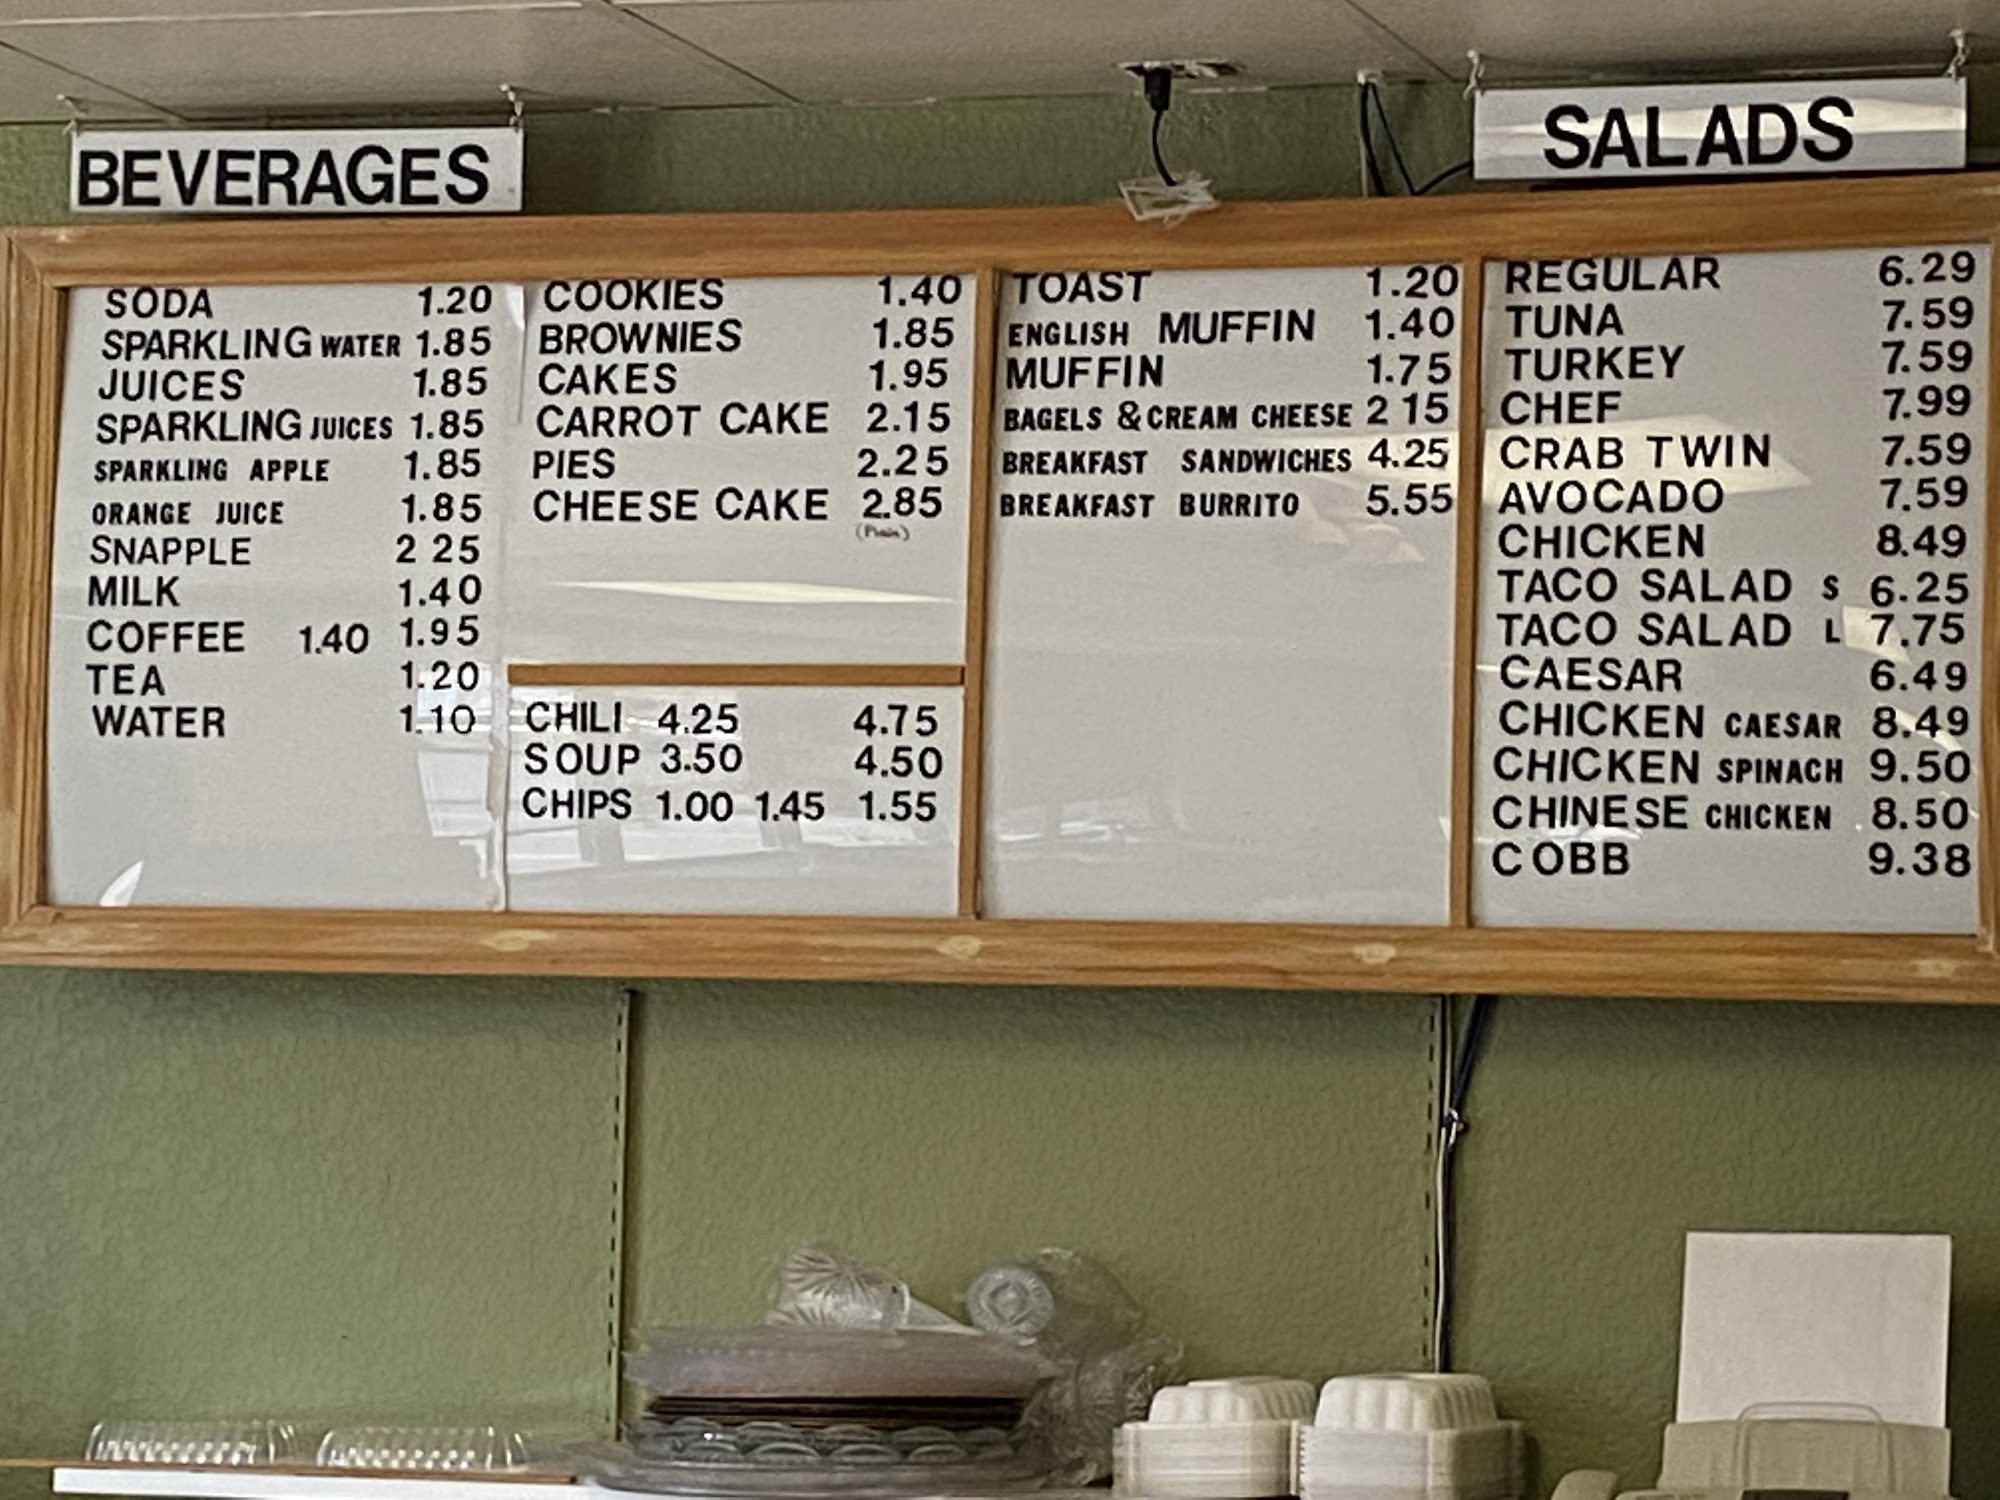 BEVERAGES
SODA 1.20
SPARKLING WATER 1.85
JUICES 1.85
SPARKLING JUICES 1.85
SPARKLING APPLE 1.85
ORANGE JUICE 1.85
SNAPPLE 2 25
MILK 1.40
COFFEE 1.40 1.95
TEA 1.20
WATER 1.10
COOKIES 1.40
BROWNIES 1.85
CAKES 1.95
CARROT CAKE 2.15
PIES 2.25
CHEESE CAKE 2.85
(Plain)
CHILI 4.25 4.75
SOUP 3.50 4.50
CHIPS 1.00 1.45 1.55
TOAST 1.20
ENGLISH MUFFIN 1.40
MUFFIN 1.75
BAGELS & CREAM CHEESE 2 15
BREAKFAST SANDWICHES 4.25
BREAKFAST BURRITO 5.55
SALADS
REGULAR 6.29
TUNA 7.59
TURKEY 7.59
CHEF 7.99
CRAB TWIN 7.59
AVOCADO 7.59
CHICKEN 8.49
TACO SALAD S 6.25
TACO SALAD L 7.75
CAESAR 6.49
CHICKEN CAESAR 8.49
CHICKEN SPINACH 9.50
CHINESE CHICKEN 8.50
COBB 9.38